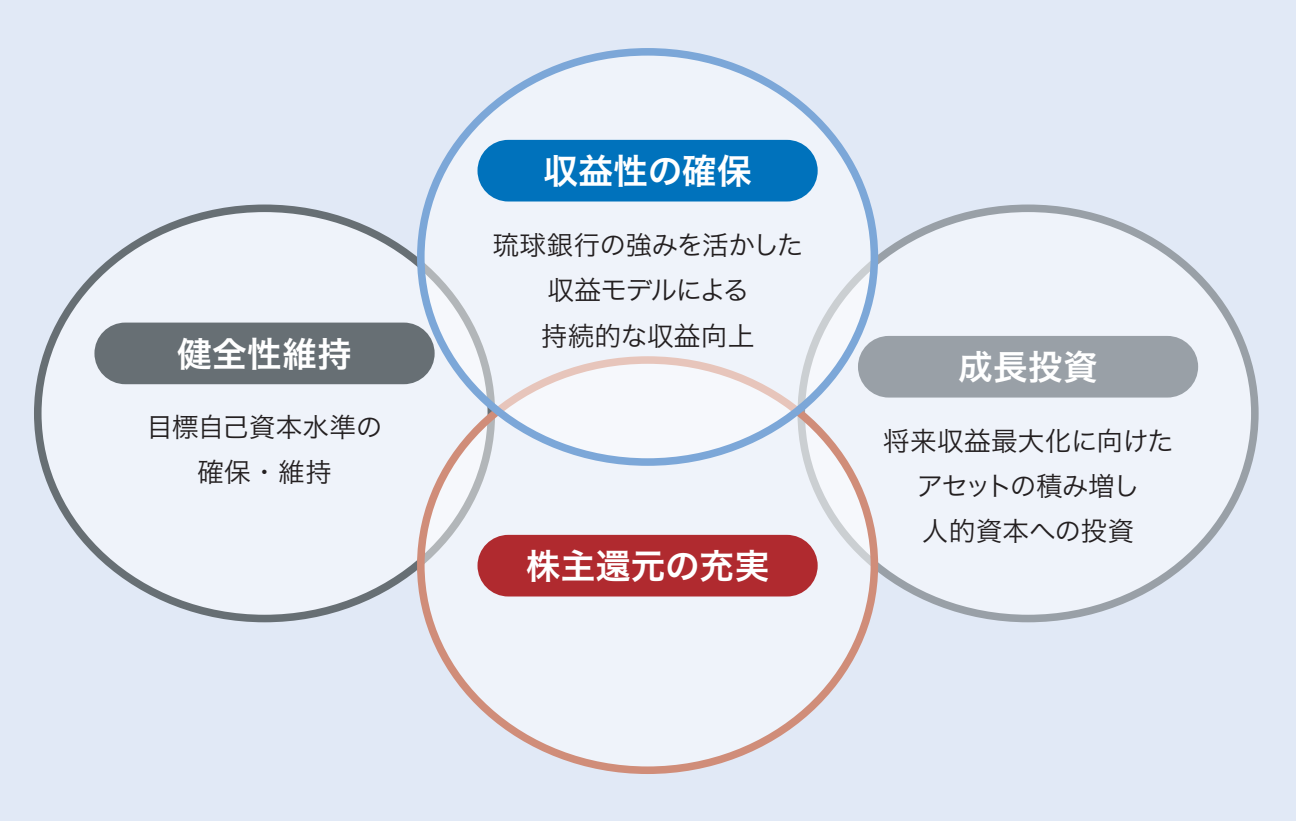 収益性の確保
琉球銀行の強みを活かした
収益モデルによる
持続的な収益向上
健全性維持
目標自己資本水準の
確保・維持
成長投資
将来収益最大化に向けた
アセットの積み増し
人的資本への投資
株主還元の充実